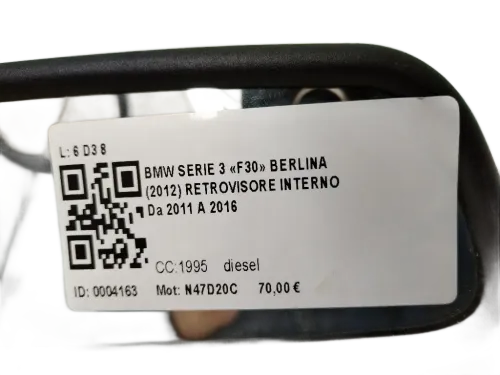 L: 6 D3 8
BMW SERIE 3 «F30» BERLINA
(2012) RETROVISORE INTERNO
Da 2011 A 2016
CC:1995 diesel
ID: 0004163 Mot: N47D20C 70,00 €